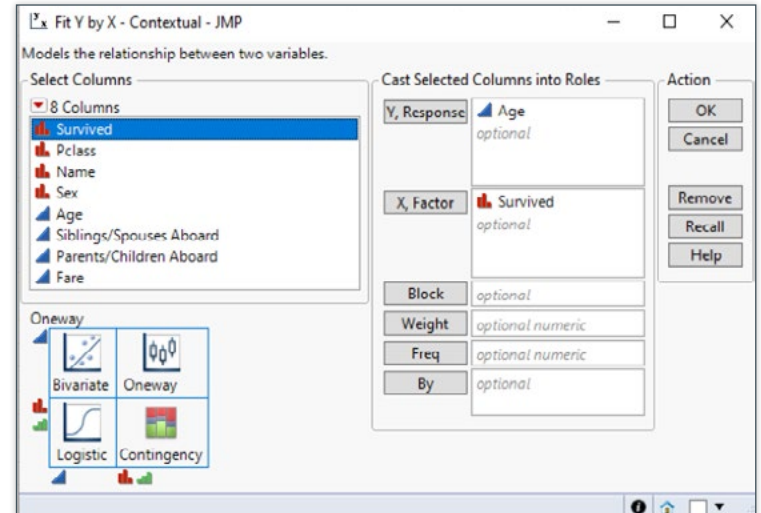 Fit Y by X - Contextual - JMP
Models the relationship between two variables.
Select Columns
8 Columns
Survived
Pclass
Name
Sex
Age
Siblings/Spouses Aboard
Parents/Children Aboard
Fare
Oneway
Bivariate Oneway
Logistic Contingency
Cast Selected Columns into Roles
Y, Response Age
optional
X, Factor Survived
optional
Block optional
Weight optional numeric
Freq optional numeric
By optional
Action
OK
Cancel
Remove
Recall
Help